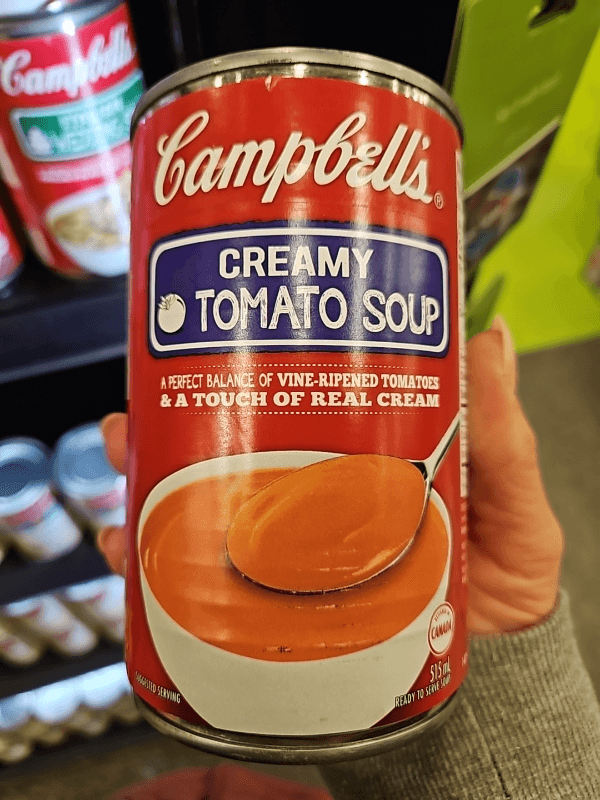 Campbell's®
CREAMY
TOMATO SOUP
A PERFECT BALANCE OF VINE-RIPENED TOMATOES
& A TOUCH OF REAL CREAM
CANADA
515 mL
SUGGESTED SERVING
READY TO SERVE SOUP
Campbell's